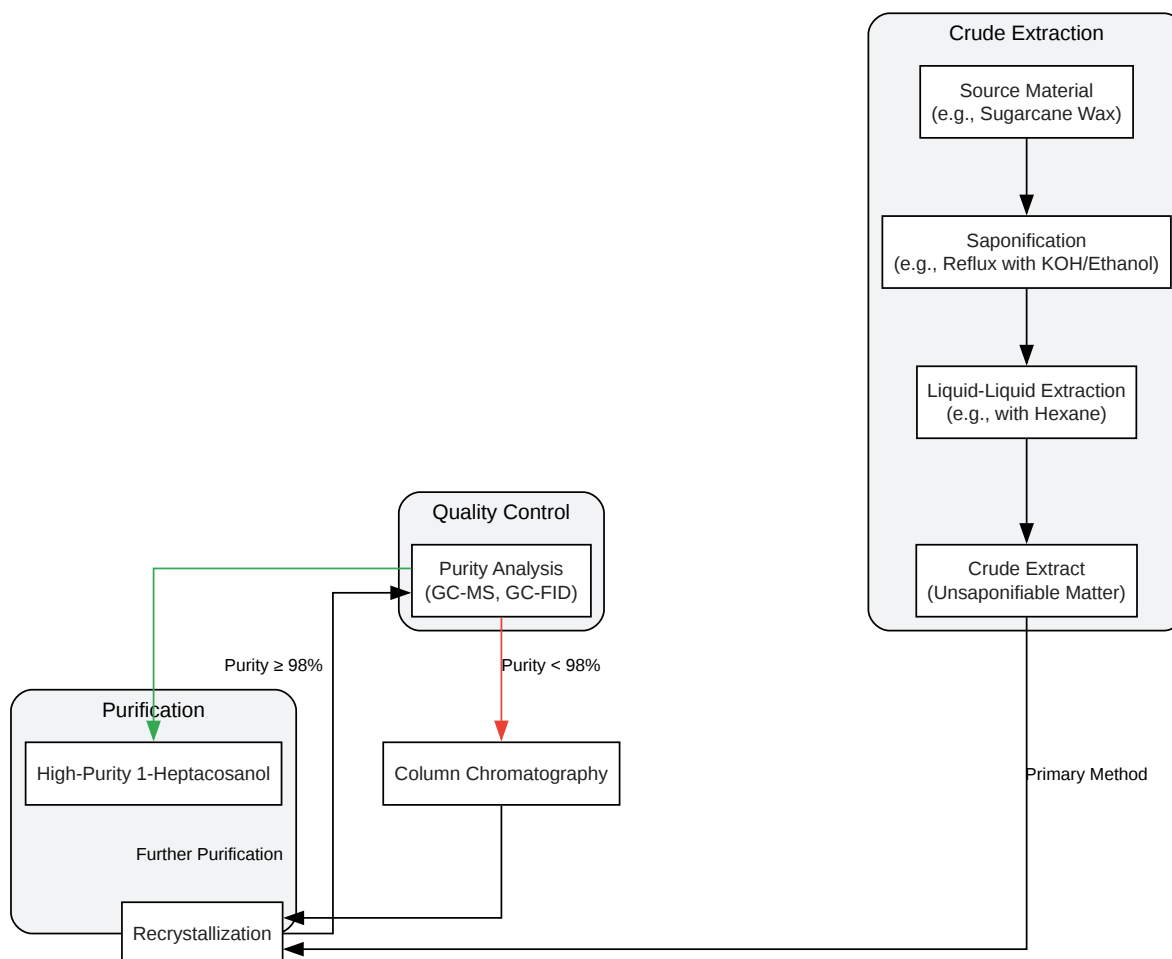 Crude Extraction
Source Material
(e.g., Sugarcane Wax)
Saponification
(e.g., Reflux with KOH/Ethanol)
Liquid-Liquid Extraction
(e.g., with Hexane)
Crude Extract
(Unsaponifiable Matter)
Quality Control
Purity Analysis
(GC-MS, GC-FID)
Purity ≥ 98%
Purity < 98%
Purification
High-Purity 1-Heptacosanol
Column Chromatography
Primary Method
Further Purification
Recrystallization